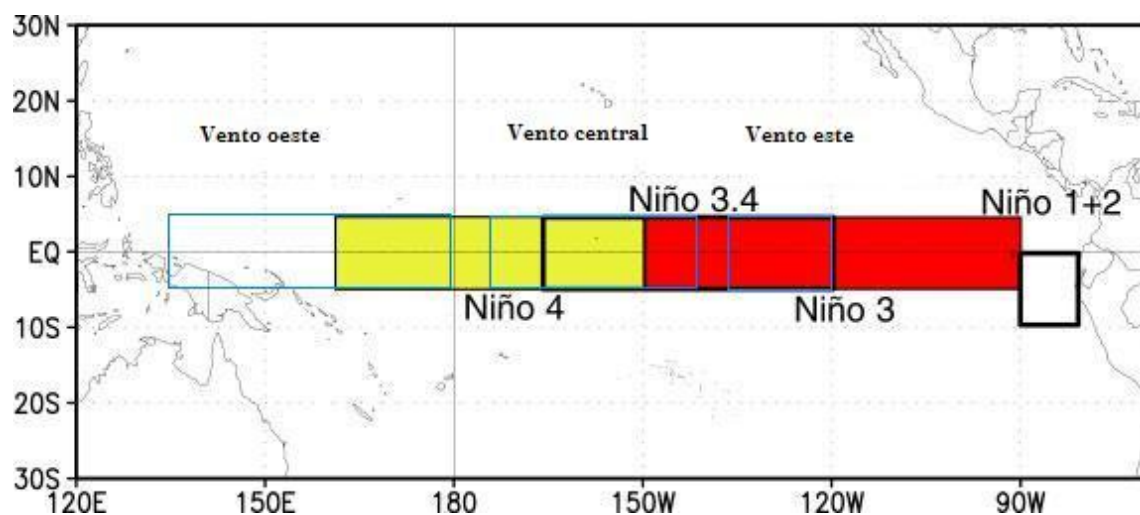 30N
20N
Vento oeste
Vento central
Vento este
10N
Niño 3.4
Niño 1+2
EQ
Niño 4
Niño 3
10S
20S
30S
120E
150E
180
150W
120W
90W